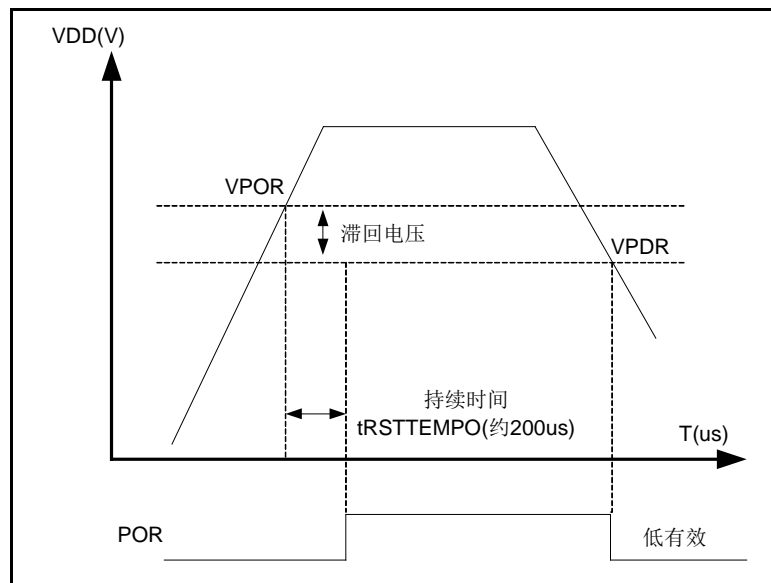 VDD(V)
VPOR
滞回电压
VPDR
持续时间
tRSTTEMPO(约200us)
T(us)
POR
低有效